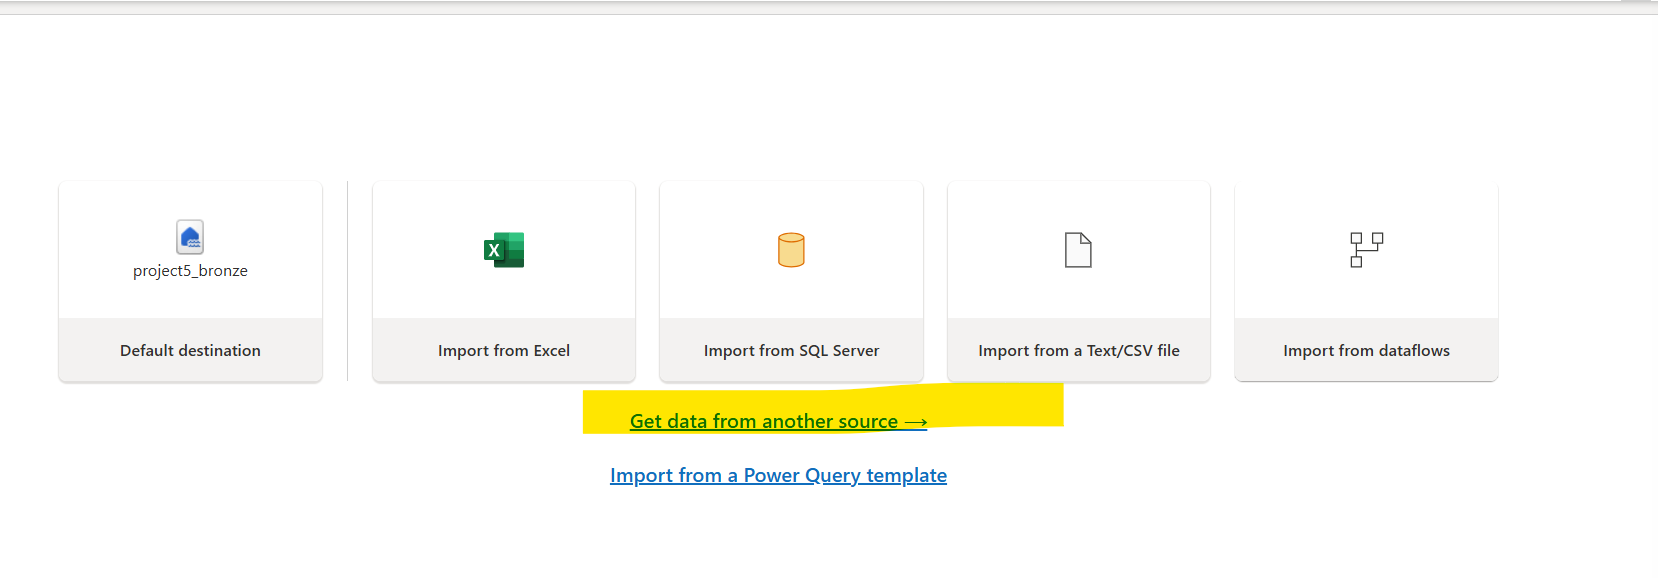 project5_bronze
Default destination
Import from Excel
Import from SQL Server
Import from a Text/CSV file
Import from dataflows
Get data from another source →
Import from a Power Query template